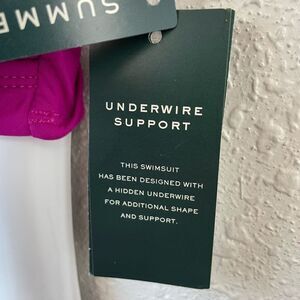 SUMME
UNDERWIRE
SUPPORT
THIS SWIMSUIT
HAS BEEN DESIGNED WITH
A HIDDEN UNDERWIRE
FOR ADDITIONAL SHAPE
AND SUPPORT.